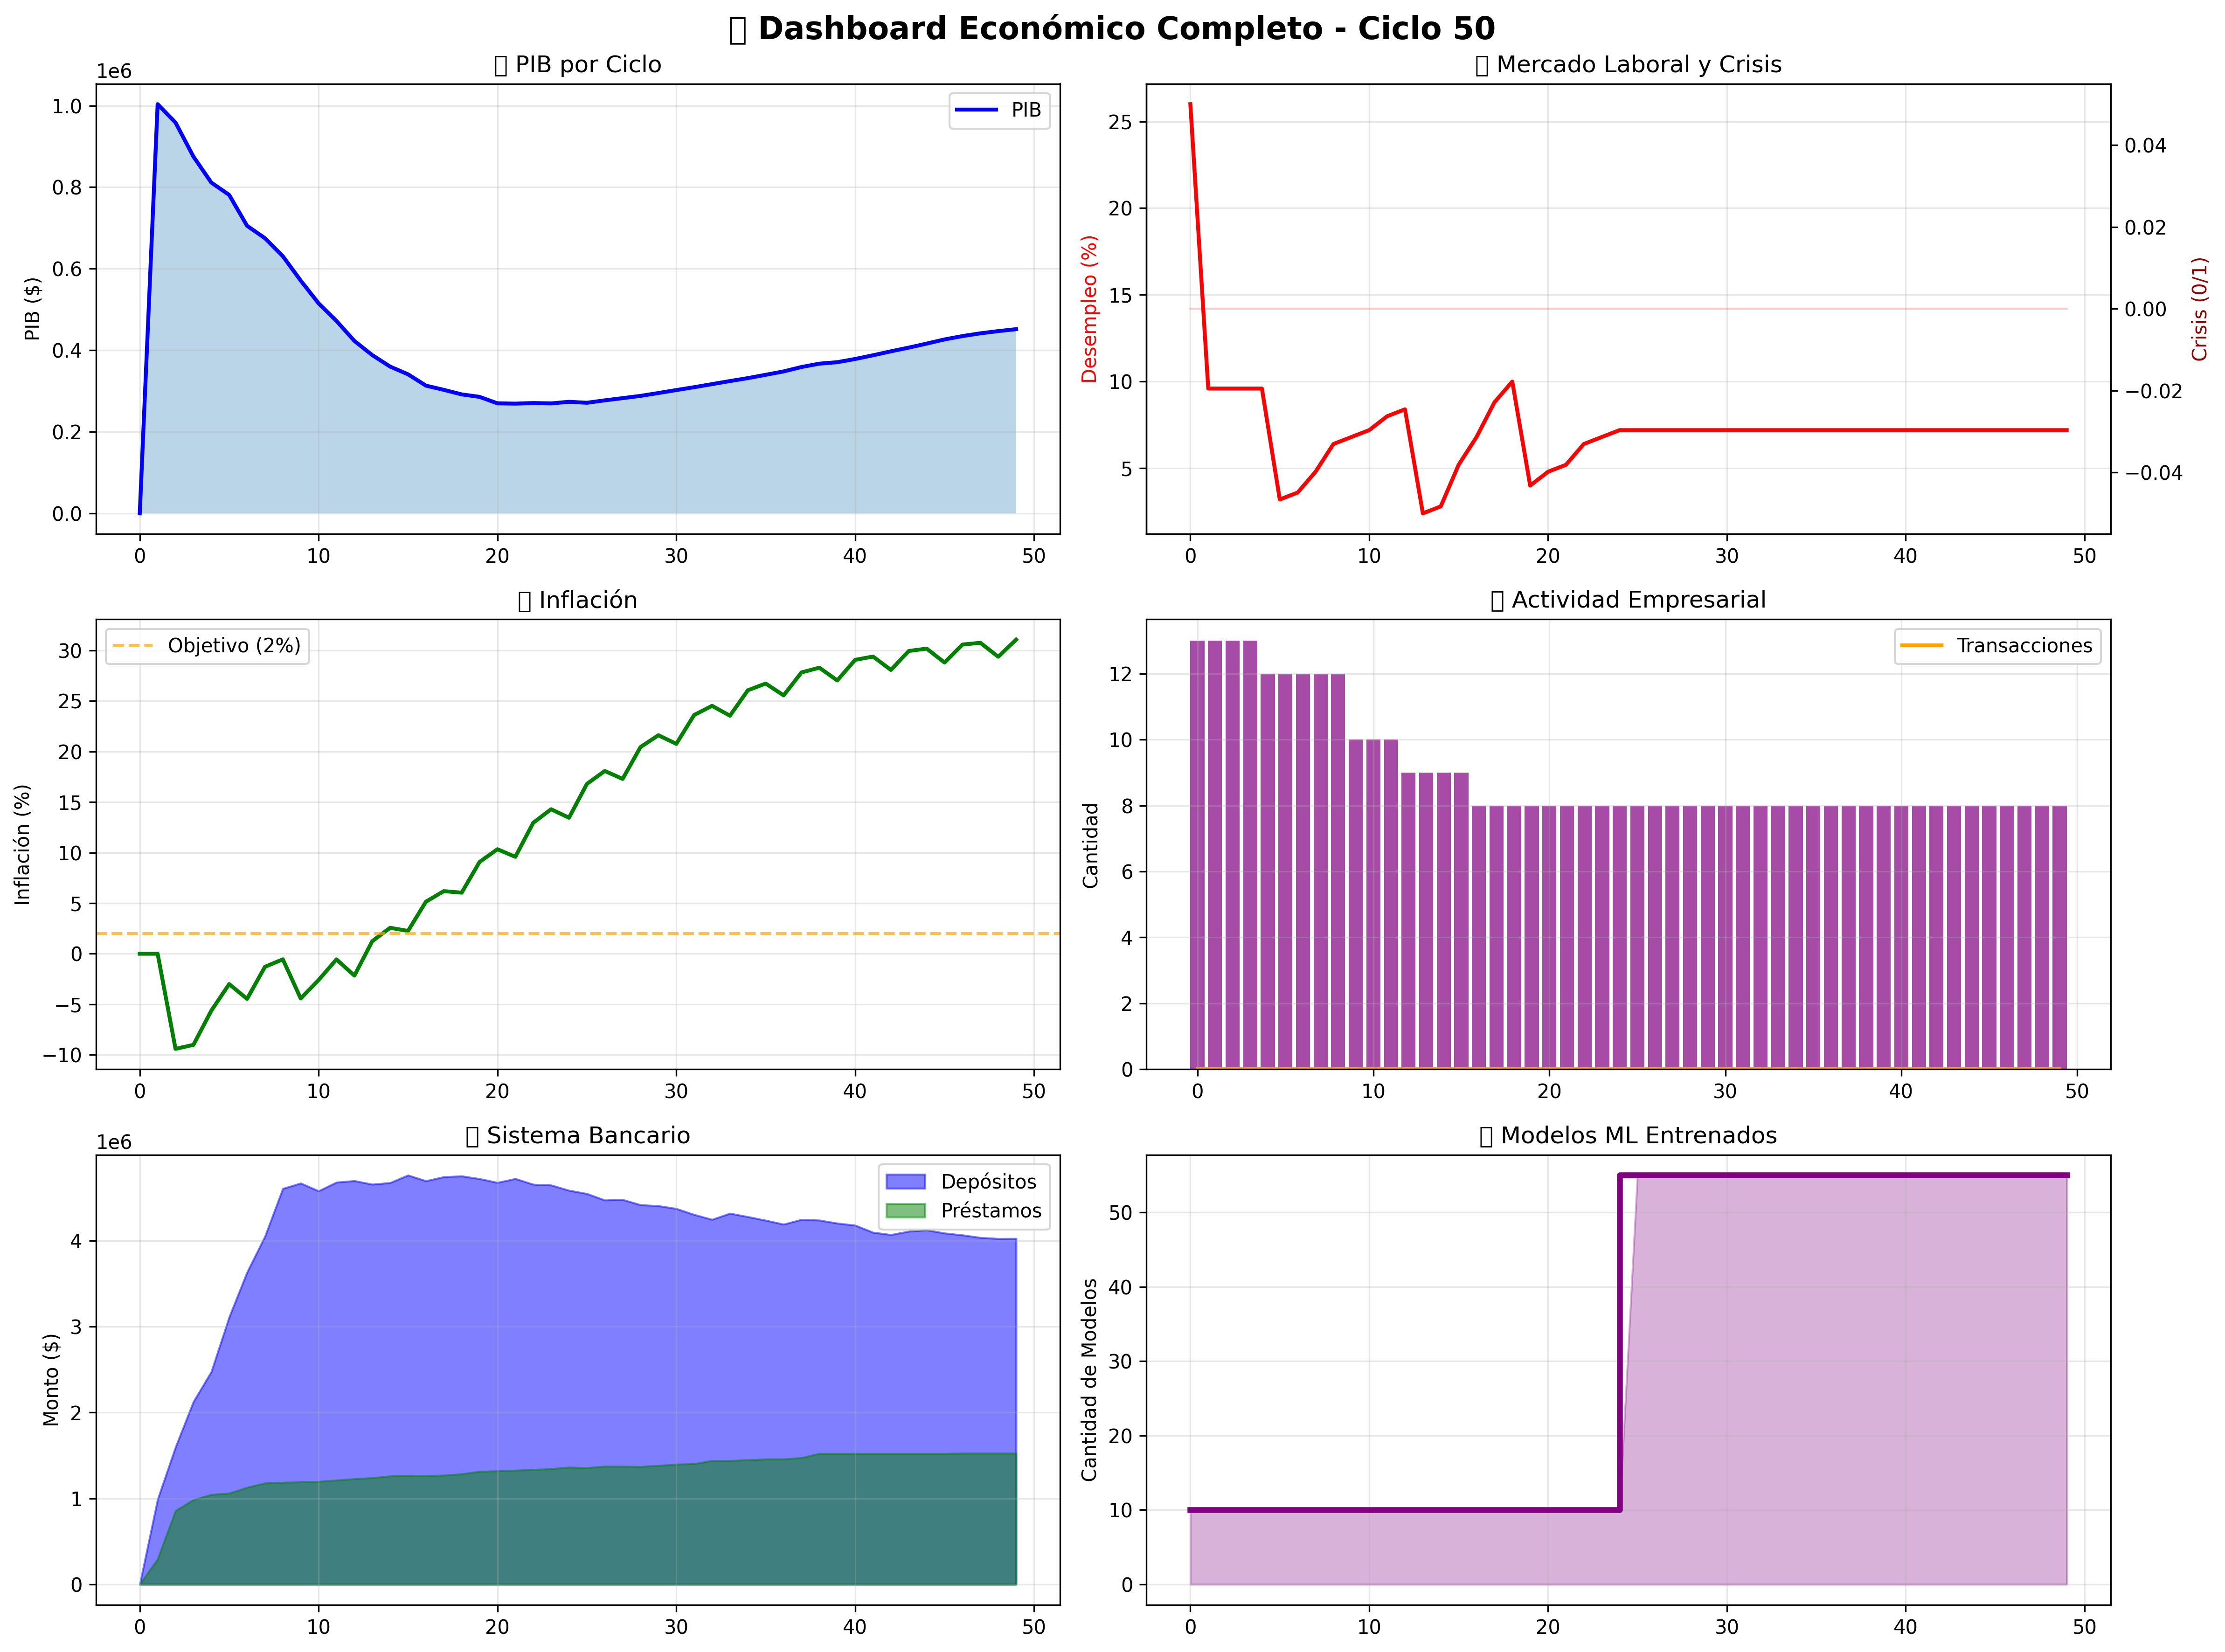 ▯ Dashboard Económico Completo - Ciclo 50
▯ PIB por Ciclo
1e6
PIB ($)
1.0
0.8
0.6
0.4
0.2
0.0
0 10 20 30 40 50
PIB
▯ Mercado Laboral y Crisis
Desempleo (%)
25
20
15
10
5
0 10 20 30 40 50
0.04
0.02
0.00
−0.02
−0.04
Crisis (0/1)
▯ Inflación
Inflación (%)
30
25
20
15
10
5
0
−5
−10
0 10 20 30 40 50
Objetivo (2%)
▯ Actividad Empresarial
Cantidad
12
10
8
6
4
2
0
0 10 20 30 40 50
Transacciones
▯ Sistema Bancario
1e6
Monto ($)
4
3
2
1
0
0 10 20 30 40 50
Depósitos
Préstamos
▯ Modelos ML Entrenados
Cantidad de Modelos
50
40
30
20
10
0
0 10 20 30 40 50